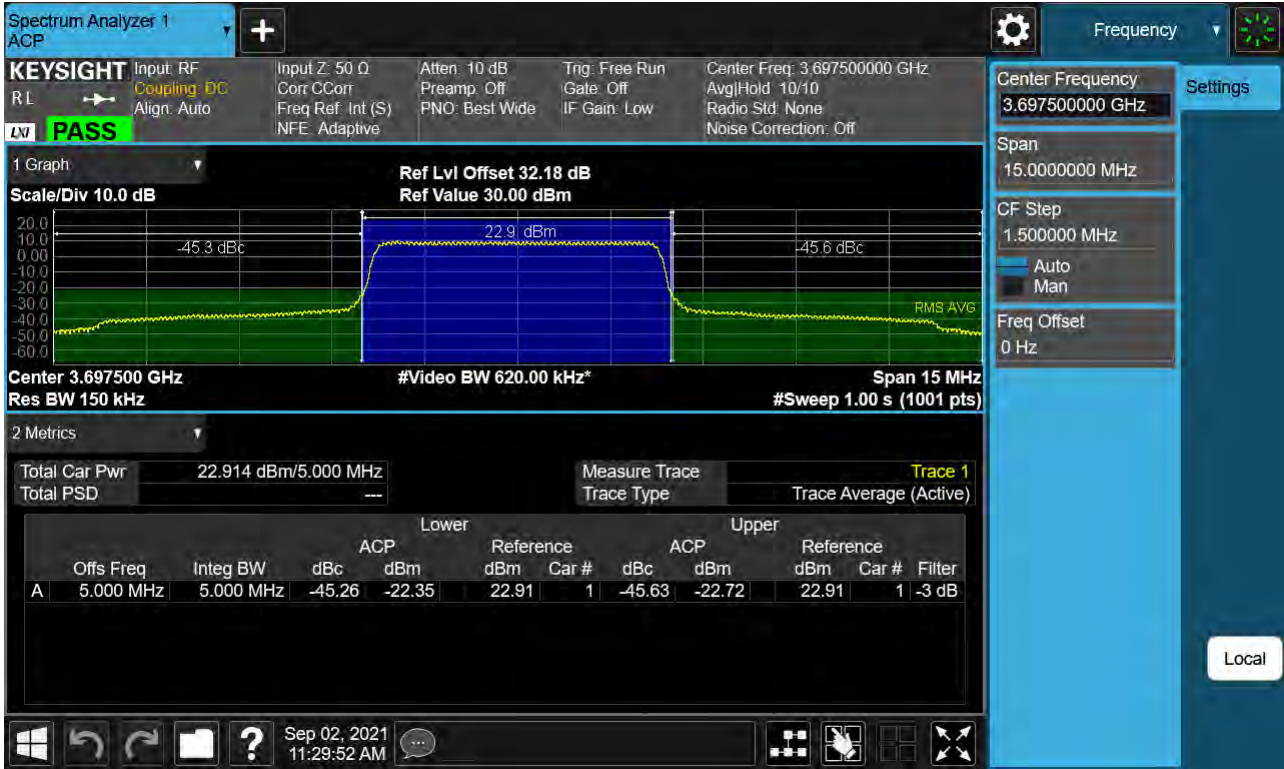 Spectrum Analyzer 1
ACP
+
Frequency
KEYSIGHT
R L
LXI
PASS
Input: RF
Coupling: DC
Align: Auto
Input Z: 50 Ω
Corr CCorr
Freq Ref: Int (S)
NFE: Adaptive
Atten: 10 dB
Preamp: Off
PNO: Best Wide
Trig: Free Run
Gate: Off
IF Gain: Low
Center Freq: 3.697500000 GHz
Avg|Hold: 10/10
Radio Std: None
Noise Correction: Off
Center Frequency
3.697500000 GHz
Settings
Span
15.0000000 MHz
CF Step
1.500000 MHz
Auto
Man
Freq Offset
0 Hz
Local
1 Graph
Scale/Div 10.0 dB
Ref Lvl Offset 32.18 dB
Ref Value 30.00 dBm
20.0
10.0
0.00
-10.0
-20.0
-30.0
-40.0
-50.0
-60.0
-45.3 dBc
22.9 dBm
-45.6 dBc
RMS AVG
Center 3.697500 GHz
#Video BW 620.00 kHz*
Span 15 MHz
Res BW 150 kHz
#Sweep 1.00 s (1001 pts)
2 Metrics
Total Car Pwr 22.914 dBm/5.000 MHz
Total PSD ---
Measure Trace Trace 1
Trace Type Trace Average (Active)
Lower Upper
ACP Reference ACP Reference
Offs Freq Integ BW dBc dBm dBm Car # dBc dBm dBm Car # Filter
A 5.000 MHz 5.000 MHz -45.26 -22.35 22.91 1 -45.63 -22.72 22.91 1 -3 dB
?
Sep 02, 2021
11:29:52 AM